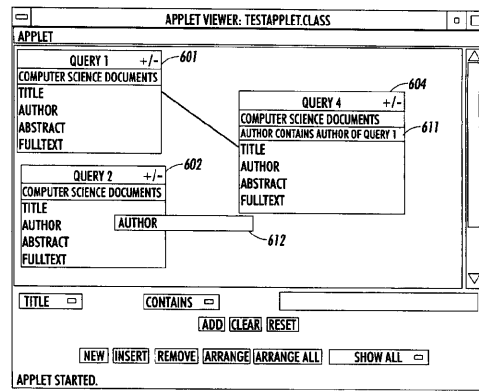 APPLET VIEWER: TESTAPPLET.CLASS
APPLET
QUERY 1 +/-
601
COMPUTER SCIENCE DOCUMENTS
TITLE
AUTHOR
ABSTRACT
FULLTEXT
604
QUERY 4 +/-
COMPUTER SCIENCE DOCUMENTS
AUTHOR CONTAINS AUTHOR OF QUERY 1
611
TITLE
AUTHOR
ABSTRACT
FULLTEXT
602
QUERY 2 +/-
COMPUTER SCIENCE DOCUMENTS
TITLE
AUTHOR
ABSTRACT
FULLTEXT
AUTHOR
612
TITLE CONTAINS
ADD CLEAR RESET
NEW INSERT REMOVE ARRANGE ARRANGE ALL SHOW ALL
APPLET STARTED.